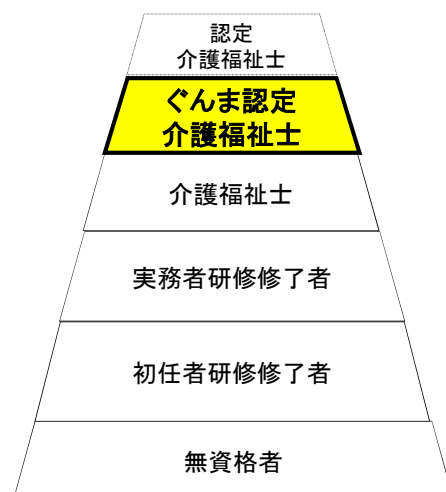 認定
介護福祉士
ぐんま認定
介護福祉士
介護福祉士
実務者研修修了者
初任者研修修了者
無資格者